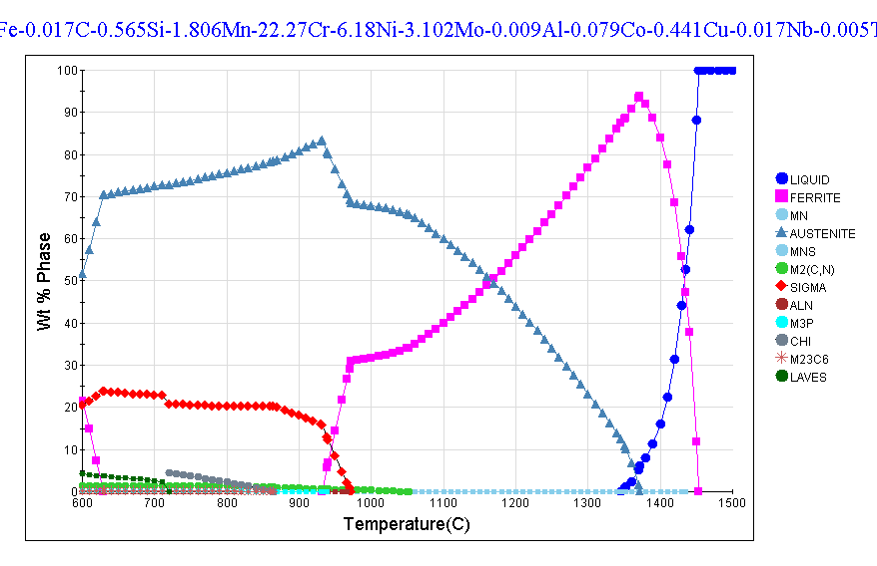 Fe-0.017C-0.565Si-1.806Mn-22.27Cr-6.18Ni-3.102Mo-0.009Al-0.079Co-0.441Cu-0.017Nb-0.005T
100
90
80
70
60
50
40
30
20
10
0
Wt % Phase
600 700 800 900 1000 1100 1200 1300 1400 1500
Temperature(C)
LIQUID
FERRITE
MN
AUSTENITE
MNS
M2(C,N)
SIGMA
ALN
M3P
CHI
M23C6
LAVES